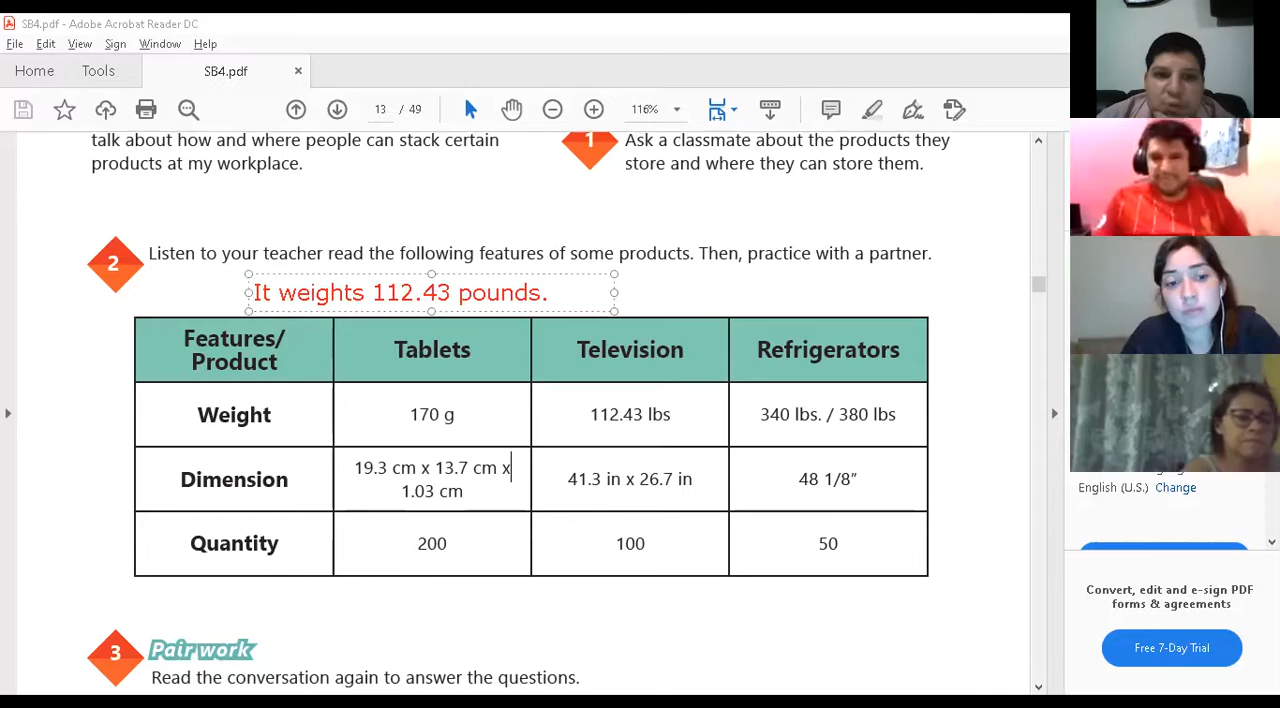 SB4.pdf - Adobe Acrobat Reader DC
File Edit View Sign Window Help
Home Tools SB4.pdf ×
13 / 49 116%
talk about how and where people can stack certain
products at my workplace.
1
Ask a classmate about the products they
store and where they can store them.
2
Listen to your teacher read the following features of some products. Then, practice with a partner.
It weights 112.43 pounds.
Features/
Product
Tablets Television Refrigerators
Weight 170 g 112.43 lbs 340 lbs. / 380 lbs
Dimension 19.3 cm x 13.7 cm x
1.03 cm
41.3 in x 26.7 in 48 1/8”
Quantity 200 100 50
3
Pair work
Read the conversation again to answer the questions.
English (U.S.) Change
Convert, edit and e-sign PDF
forms & agreements
Free 7-Day Trial